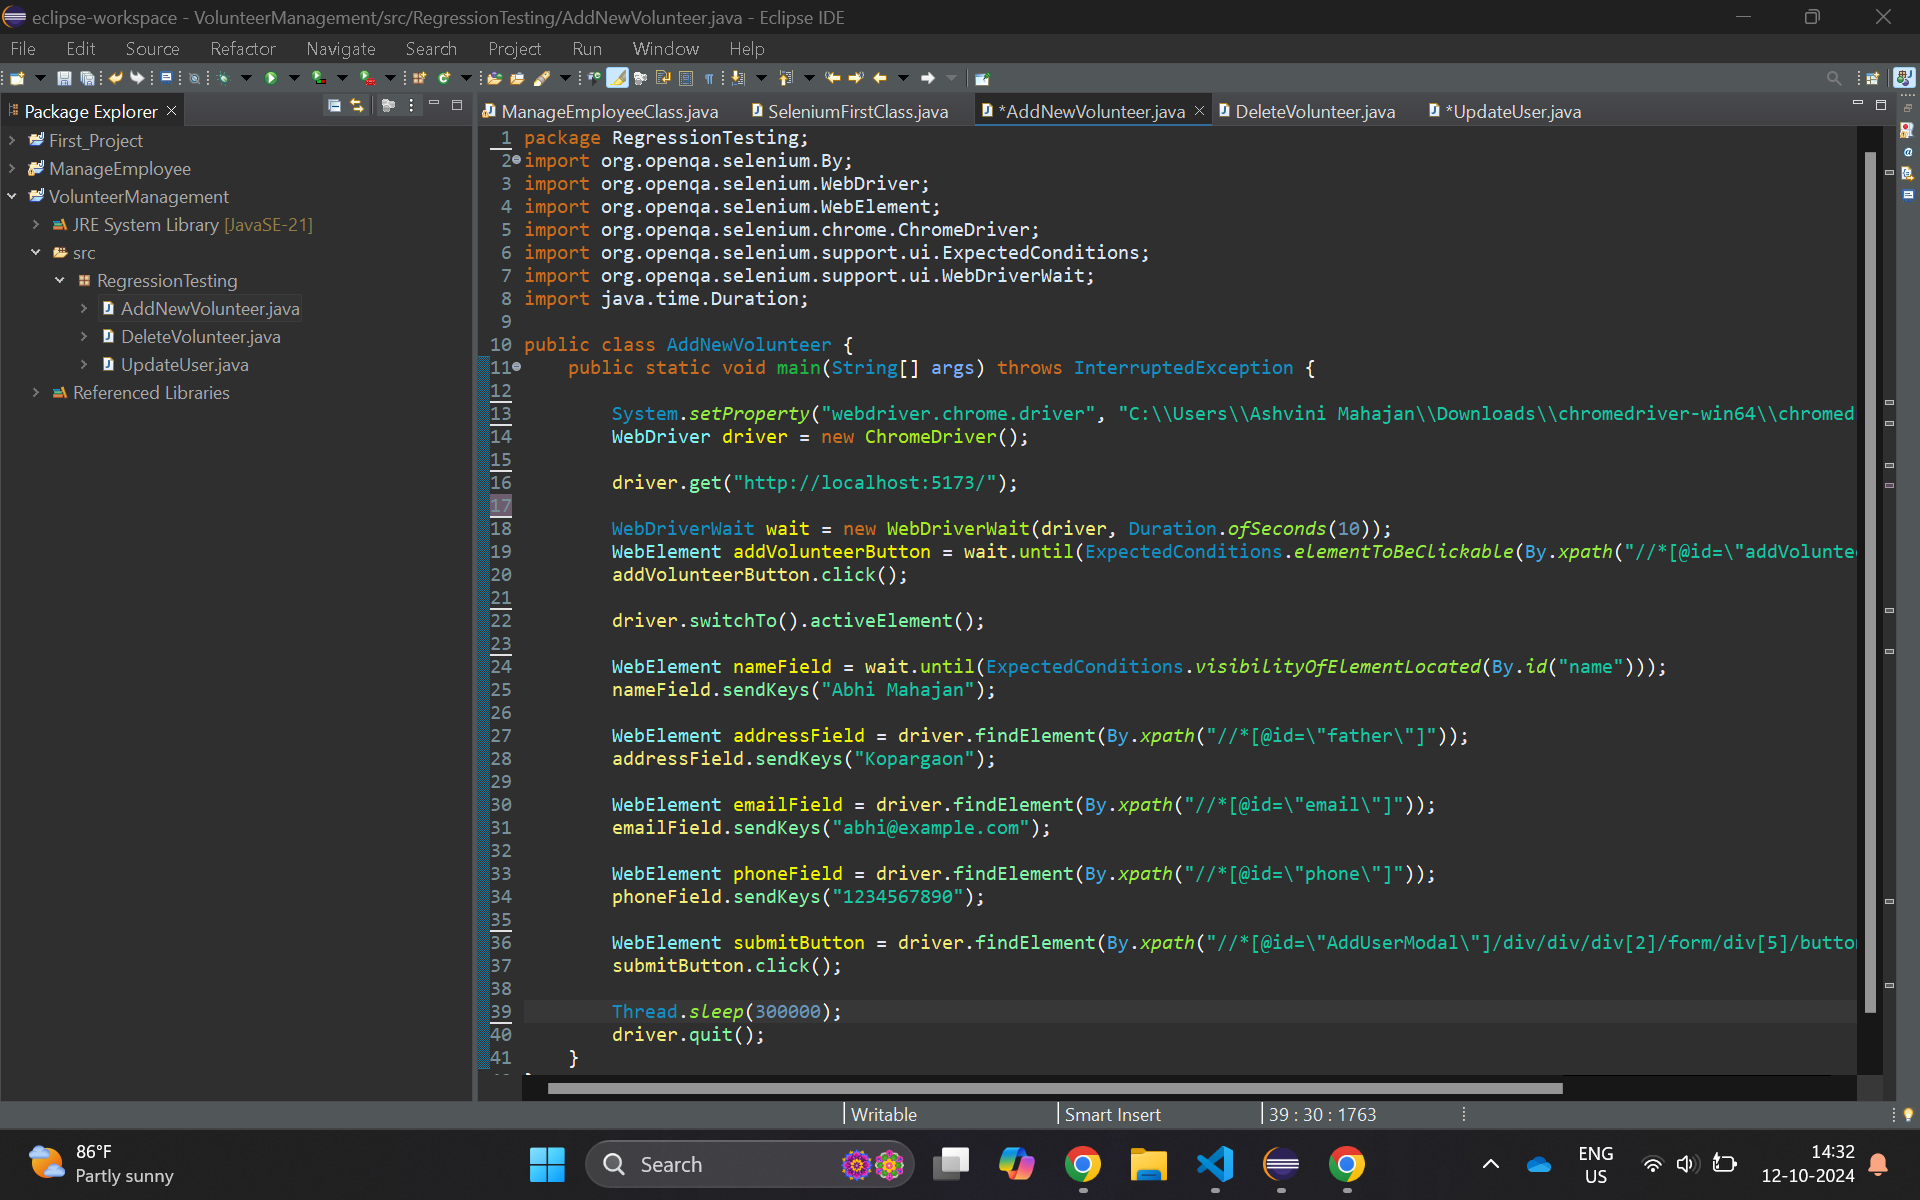 eclipse-workspace - VolunteerManagement/src/RegressionTesting/AddNewVolunteer.java - Eclipse IDE
File Edit Source Refactor Navigate Search Project Run Window Help
Package Explorer
ManageEmployeeClass.java SeleniumFirstClass.java *AddNewVolunteer.java DeleteVolunteer.java *UpdateUser.java
First_Project
ManageEmployee
VolunteerManagement
JRE System Library [JavaSE-21]
src
RegressionTesting
AddNewVolunteer.java
DeleteVolunteer.java
UpdateUser.java
Referenced Libraries
1 package RegressionTesting;
2 import org.openqa.selenium.By;
3 import org.openqa.selenium.WebDriver;
4 import org.openqa.selenium.WebElement;
5 import org.openqa.selenium.chrome.ChromeDriver;
6 import org.openqa.selenium.support.ui.ExpectedConditions;
7 import org.openqa.selenium.support.ui.WebDriverWait;
8 import java.time.Duration;
9
10 public class AddNewVolunteer {
11 public static void main(String[] args) throws InterruptedException {
12
13 System.setProperty("webdriver.chrome.driver", "C:\\Users\\Ashvini Mahajan\\Downloads\\chromedriver-win64\\chromed
14 WebDriver driver = new ChromeDriver();
15
16 driver.get("http://localhost:5173/");
17
18 WebDriverWait wait = new WebDriverWait(driver, Duration.ofSeconds(10));
19 WebElement addVolunteerButton = wait.until(ExpectedConditions.elementToBeClickable(By.xpath("//*[@id=\"addVolunte
20 addVolunteerButton.click();
21
22 driver.switchTo().activeElement();
23
24 WebElement nameField = wait.until(ExpectedConditions.visibilityOfElementLocated(By.id("name")));
25 nameField.sendKeys("Abhi Mahajan");
26
27 WebElement addressField = driver.findElement(By.xpath("//*[@id=\"father\"]"));
28 addressField.sendKeys("Kopargaon");
29
30 WebElement emailField = driver.findElement(By.xpath("//*[@id=\"email\"]"));
31 emailField.sendKeys("abhi@example.com");
32
33 WebElement phoneField = driver.findElement(By.xpath("//*[@id=\"phone\"]"));
34 phoneField.sendKeys("1234567890");
35
36 WebElement submitButton = driver.findElement(By.xpath("//*[@id=\"AddUserModal\"]/div/div/div[2]/form/div[5]/butto
37 submitButton.click();
38
39 Thread.sleep(300000);
40 driver.quit();
41 }
Writable Smart Insert 39 : 30 : 1763
86°F
Partly sunny
Search
ENG
US
14:32
12-10-2024